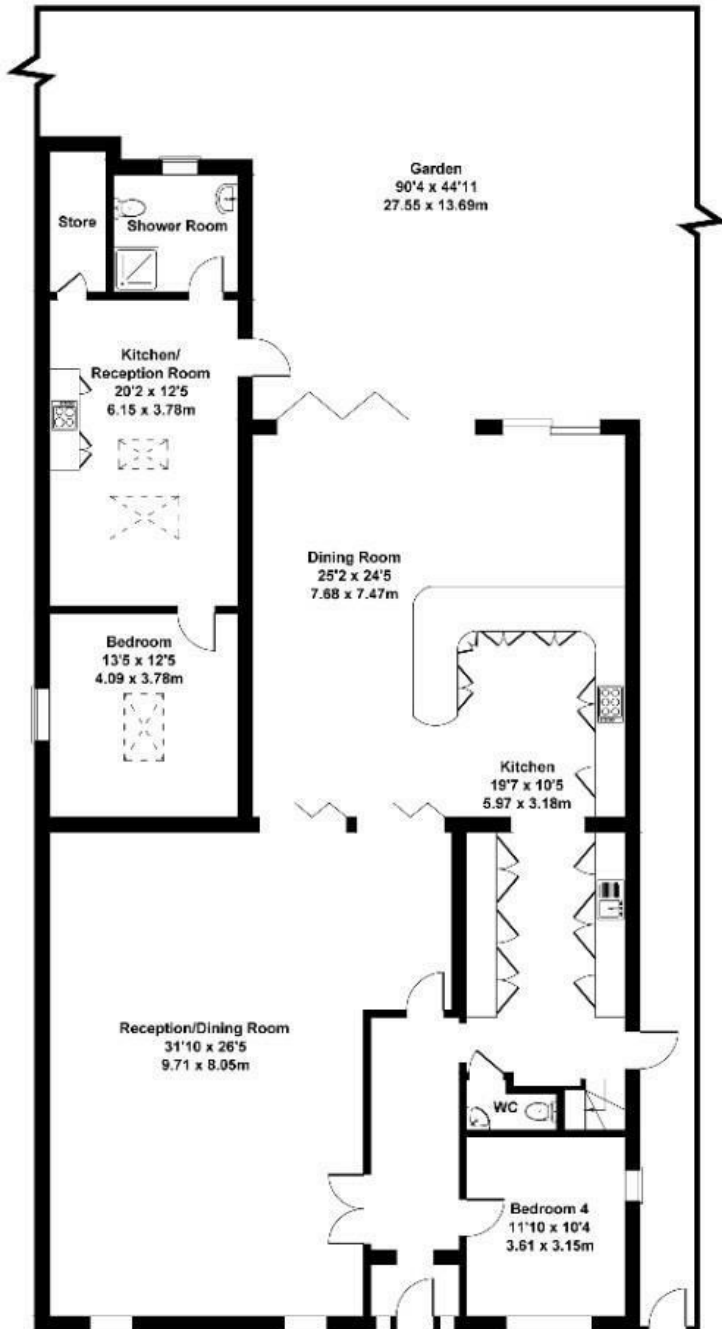 Garden
90'4 x 44'11
27.55 x 13.69m
Store
Shower Room
Kitchen/
Reception Room
20'2 x 12'5
6.15 x 3.78m
Dining Room
25'2 x 24'5
7.68 x 7.47m
Bedroom
13'5 x 12'5
4.09 x 3.78m
Kitchen
19'7 x 10'5
5.97 x 3.18m
Reception/Dining Room
31'10 x 26'5
9.71 x 8.05m
WC
Bedroom 4
11'10 x 10'4
3.61 x 3.15m